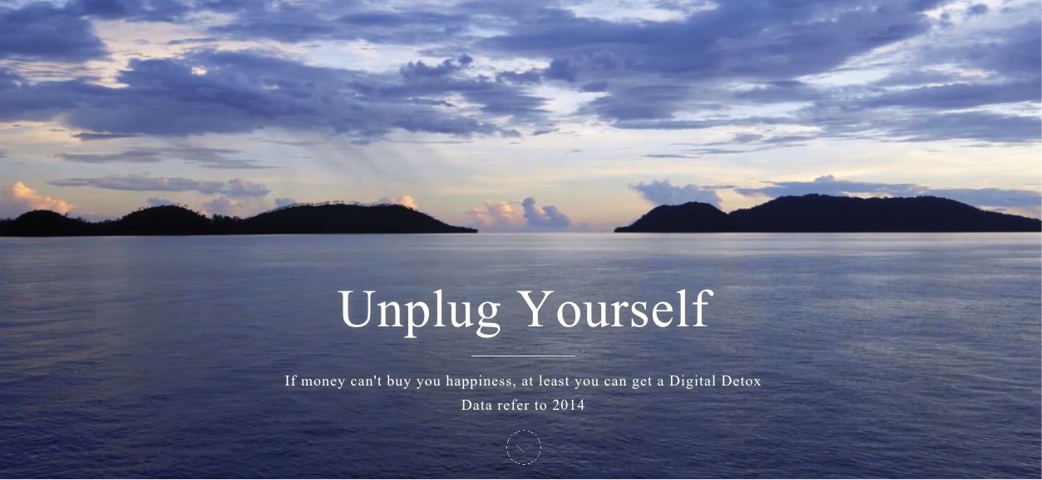 Unplug Yourself
If money can't buy you happiness, at least you can get a Digital Detox
Data refer to 2014